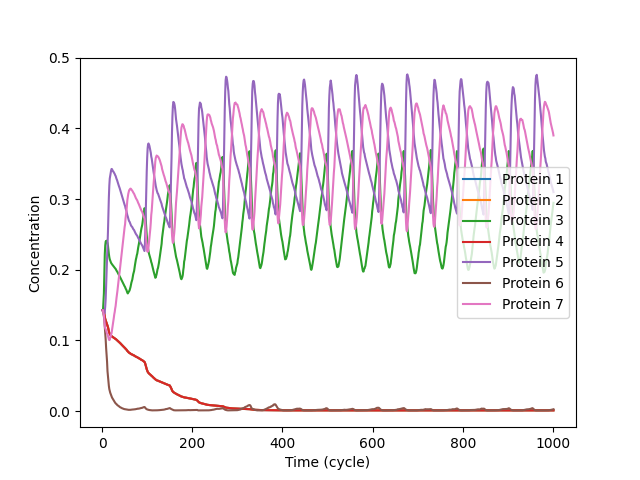 0.5
0.4
0.3
0.2
0.1
0.0
Concentration
0
200
400
600
800
1000
Time (cycle)
Protein 1
Protein 2
Protein 3
Protein 4
Protein 5
Protein 6
Protein 7